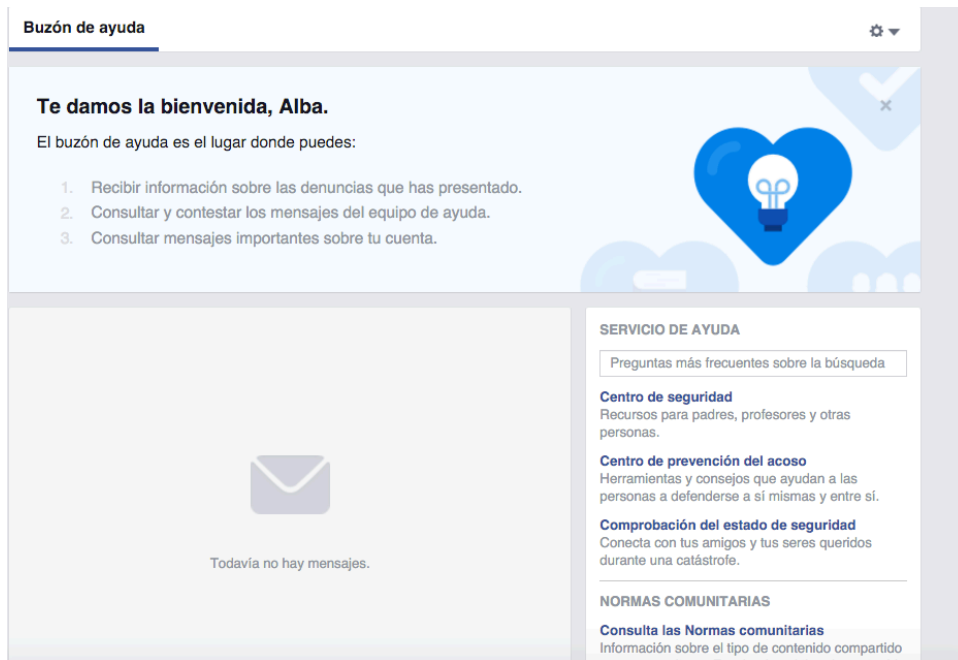 Buzón de ayuda
Te damos la bienvenida, Alba.
El buzón de ayuda es el lugar donde puedes:
1. Recibir información sobre las denuncias que has presentado.
2. Consultar y contestar los mensajes del equipo de ayuda.
3. Consultar mensajes importantes sobre tu cuenta.
Todavía no hay mensajes.
SERVICIO DE AYUDA
Preguntas más frecuentes sobre la búsqueda
Centro de seguridad
Recursos para padres, profesores y otras
personas.
Centro de prevención del acoso
Herramientas y consejos que ayudan a las
personas a defenderse a sí mismas y entre sí.
Comprobación del estado de seguridad
Conecta con tus amigos y tus seres queridos
durante una catástrofe.
NORMAS COMUNITARIAS
Consulta las Normas comunitarias
Información sobre el tipo de contenido compartido